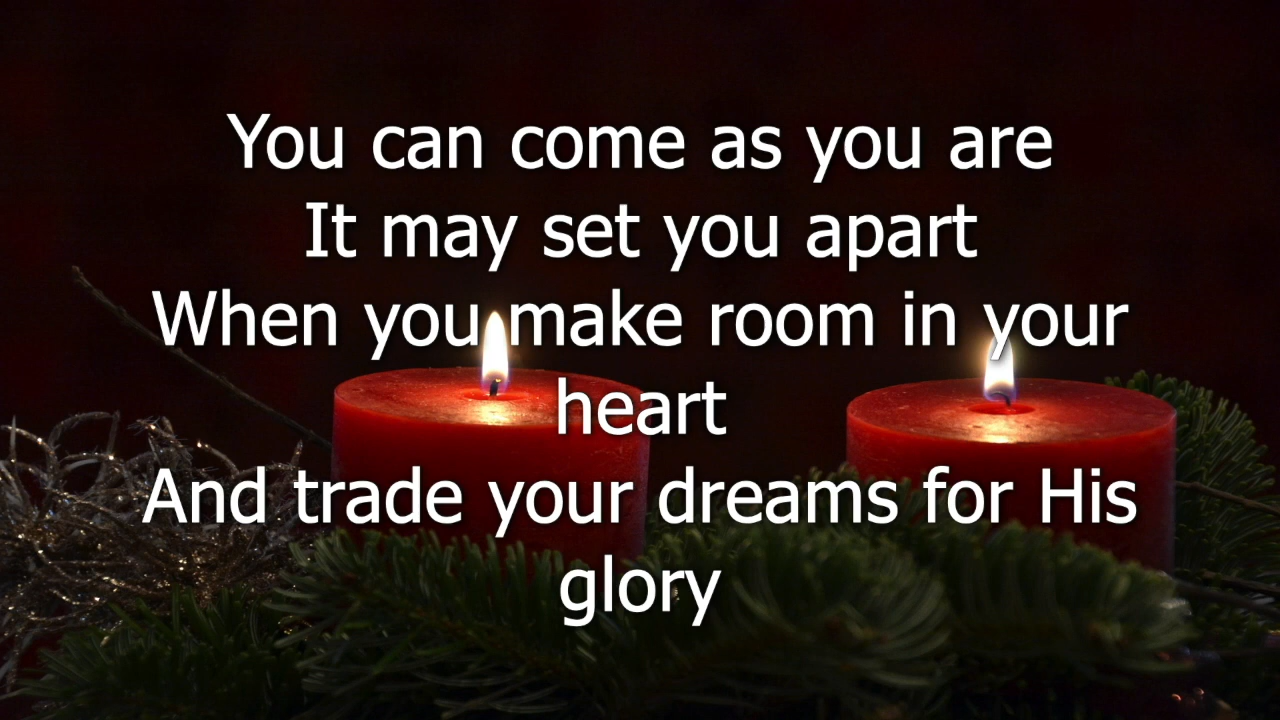 You can come as you are
It may set you apart
When you make room in your
heart
And trade your dreams for His
glory